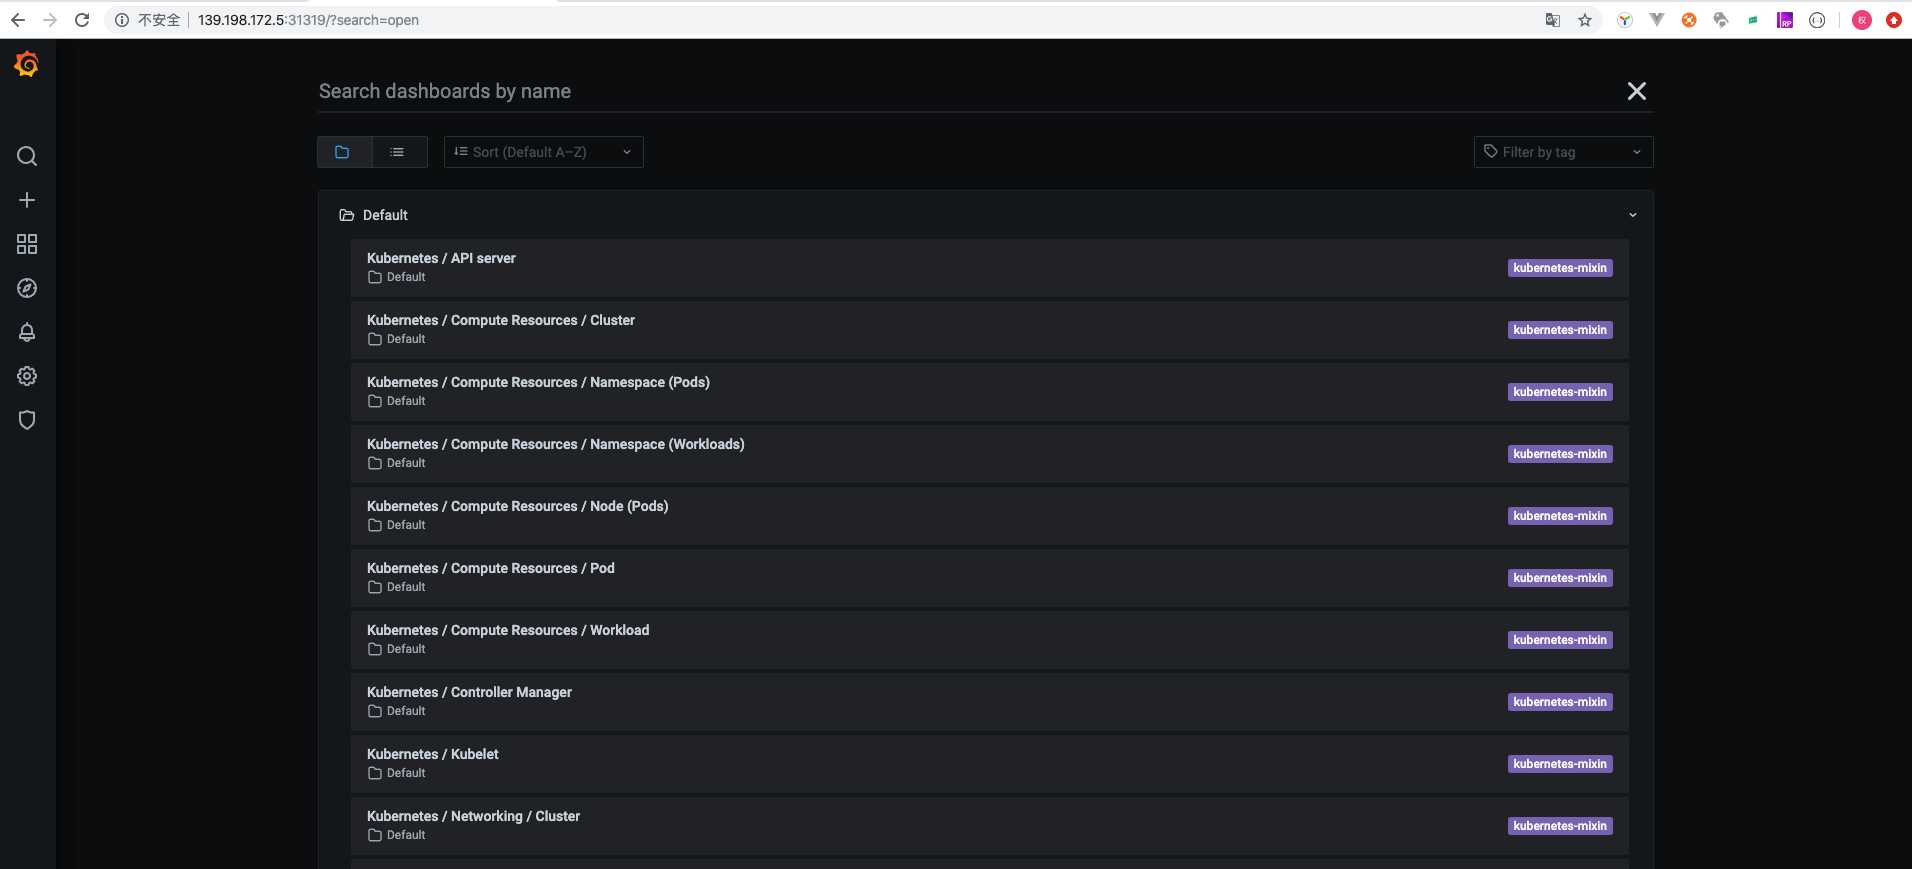 不安全 139.198.172.5:31319/?search=open
Search dashboards by name
Sort (Default A–Z) Filter by tag
Default
Kubernetes / API server
Default
kubernetes-mixin
Kubernetes / Compute Resources / Cluster
Default
kubernetes-mixin
Kubernetes / Compute Resources / Namespace (Pods)
Default
kubernetes-mixin
Kubernetes / Compute Resources / Namespace (Workloads)
Default
kubernetes-mixin
Kubernetes / Compute Resources / Node (Pods)
Default
kubernetes-mixin
Kubernetes / Compute Resources / Pod
Default
kubernetes-mixin
Kubernetes / Compute Resources / Workload
Default
kubernetes-mixin
Kubernetes / Controller Manager
Default
kubernetes-mixin
Kubernetes / Kubelet
Default
kubernetes-mixin
Kubernetes / Networking / Cluster
Default
kubernetes-mixin